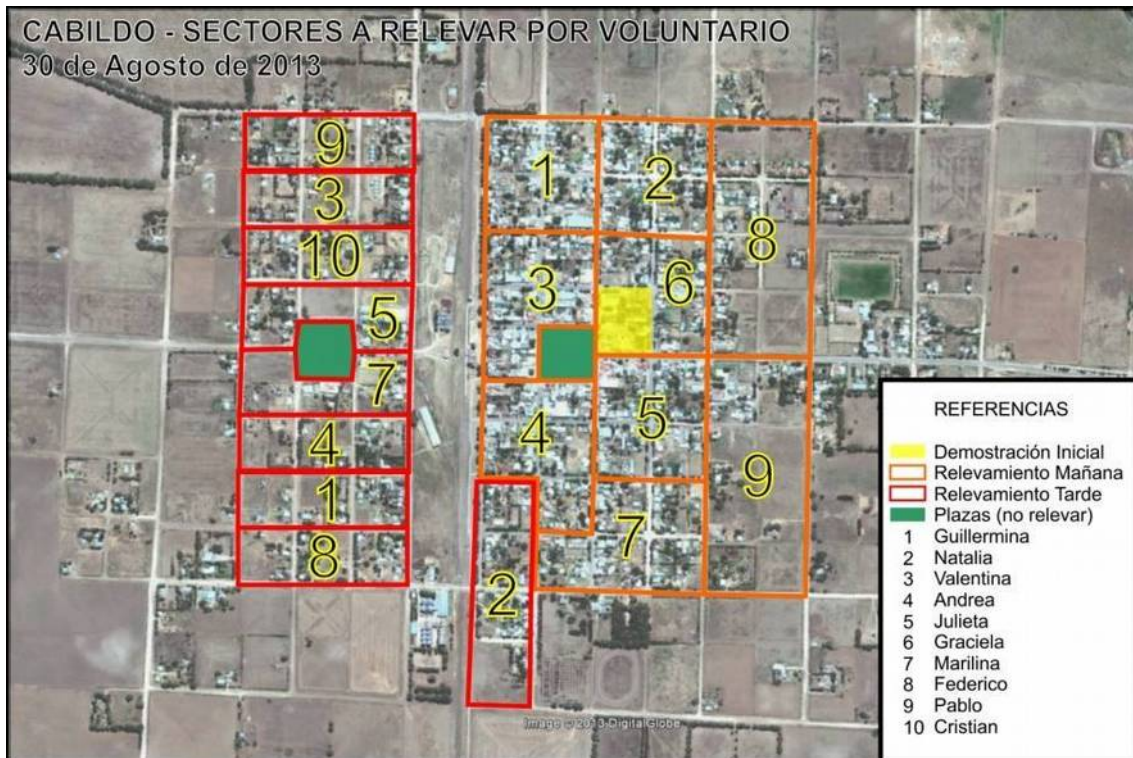 CABILDO - SECTORES A RELEVAR POR VOLUNTARIO
30 de Agosto de 2013
9
3
10
5
7
4
1
8
1
2
8
3
6
4
5
9
7
2
REFERENCIAS
Demostración Inicial
Relevamiento Mañana
Relevamiento Tarde
Plazas (no relevar)
1 Guillermina
2 Natalia
3 Valentina
4 Andrea
5 Julieta
6 Graciela
7 Marilina
8 Federico
9 Pablo
10 Cristian
Image © 2013 DigitalGlobe